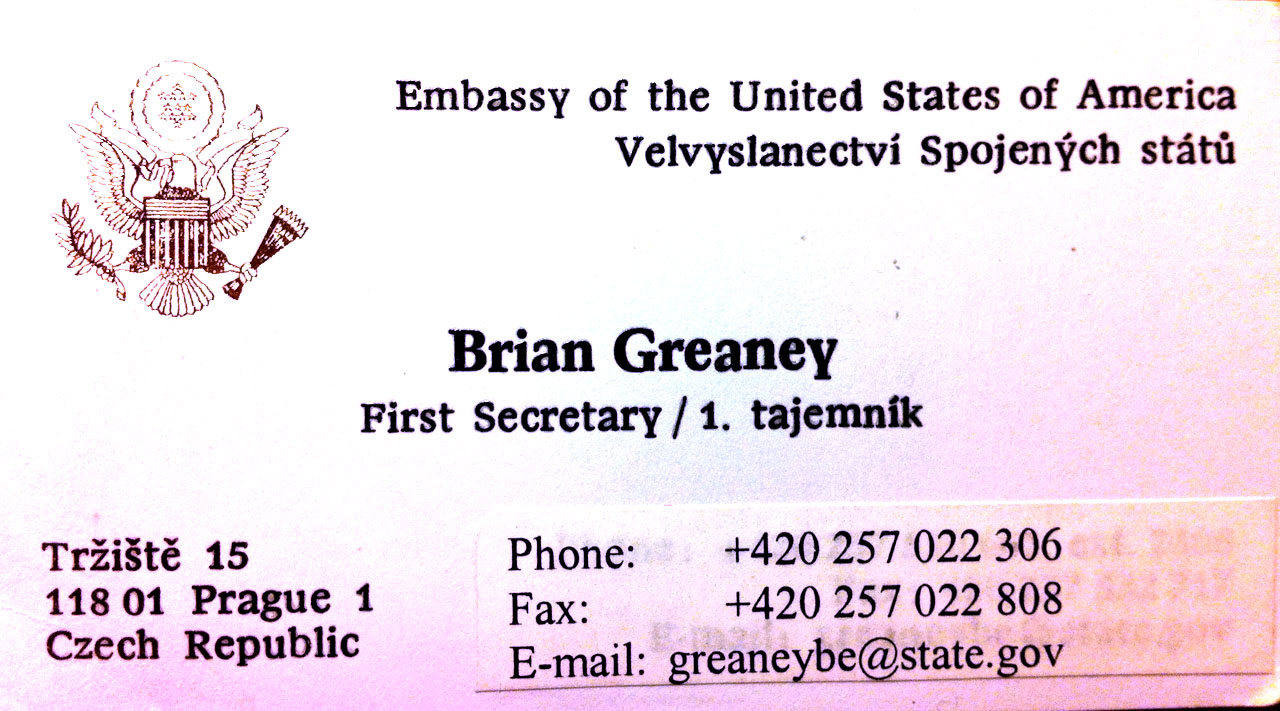 Embassy of the United States of America
Velvyslanectví Spojených států
Brian Greaney
First Secretary / 1. tajemník
Tržiště 15
118 01 Prague 1
Czech Republic
Phone: +420 257 022 306
Fax: +420 257 022 808
E-mail: greaneybe@state.gov